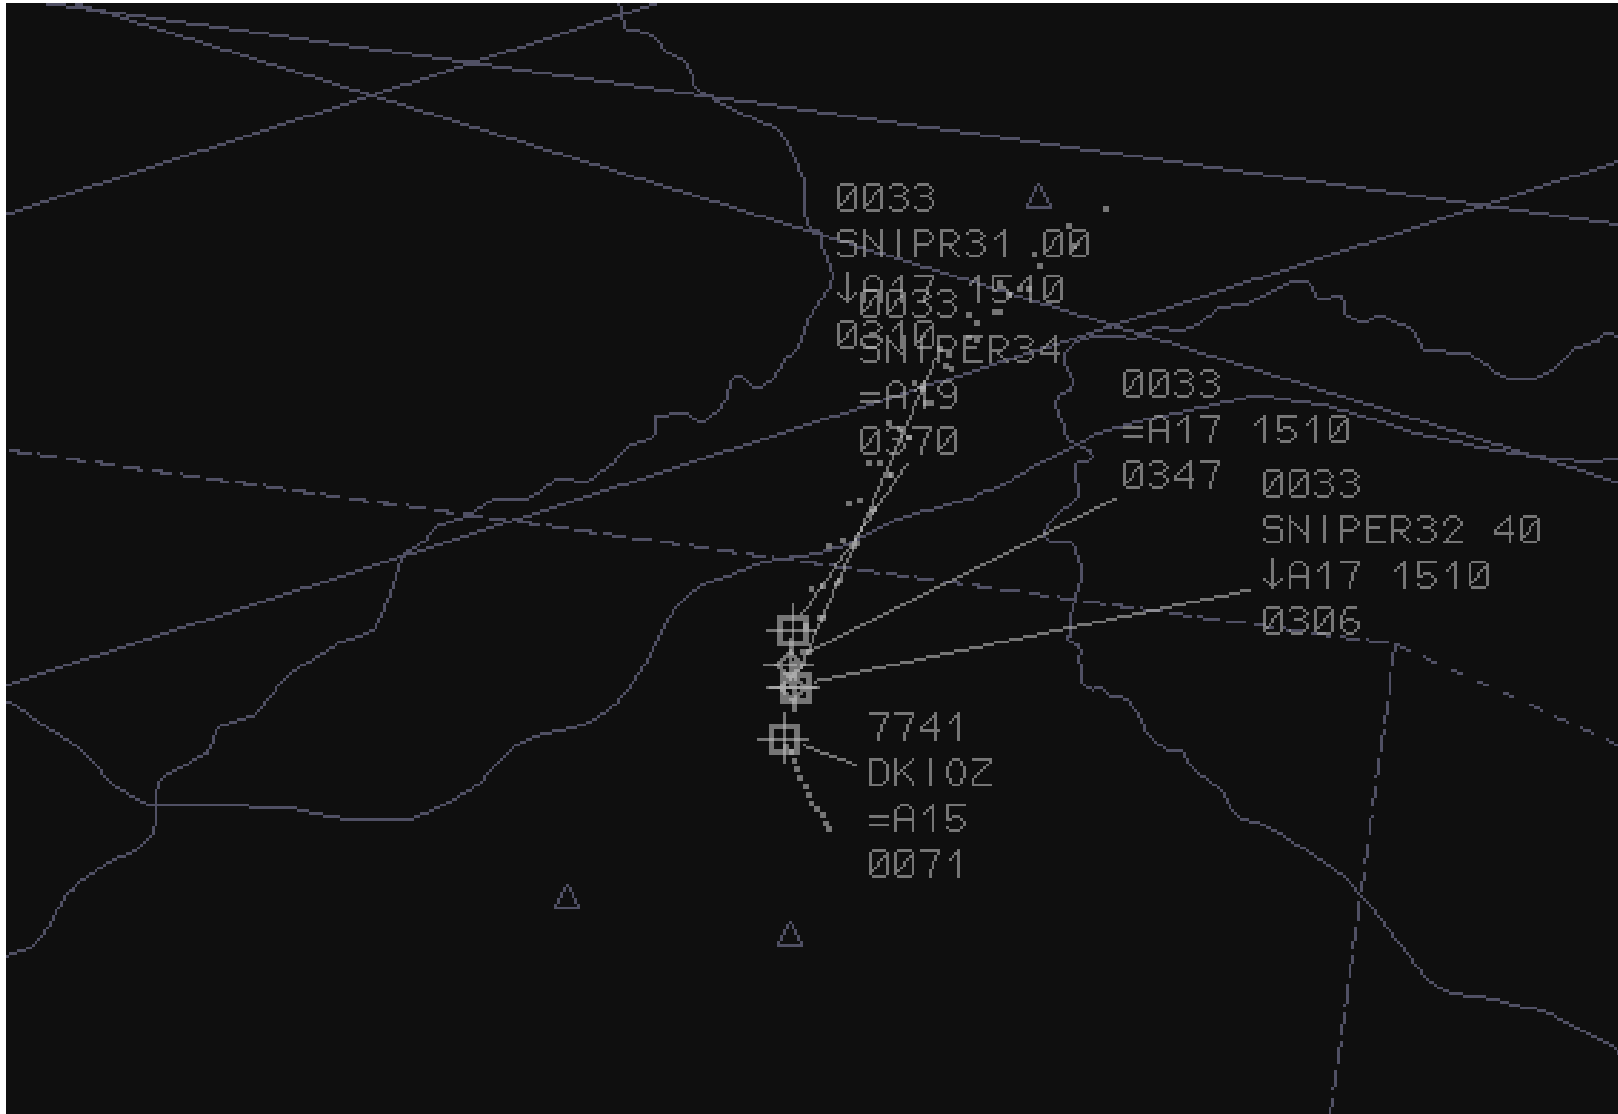 0033
SNIPR31 .00
↓A17 1540
0310
0033
SNIPER34
=A19
0370
0033
=A17 1510
0347
0033
SNIPER32 40
↓A17 1510
0306
7741
DKIOZ
=A15
0071